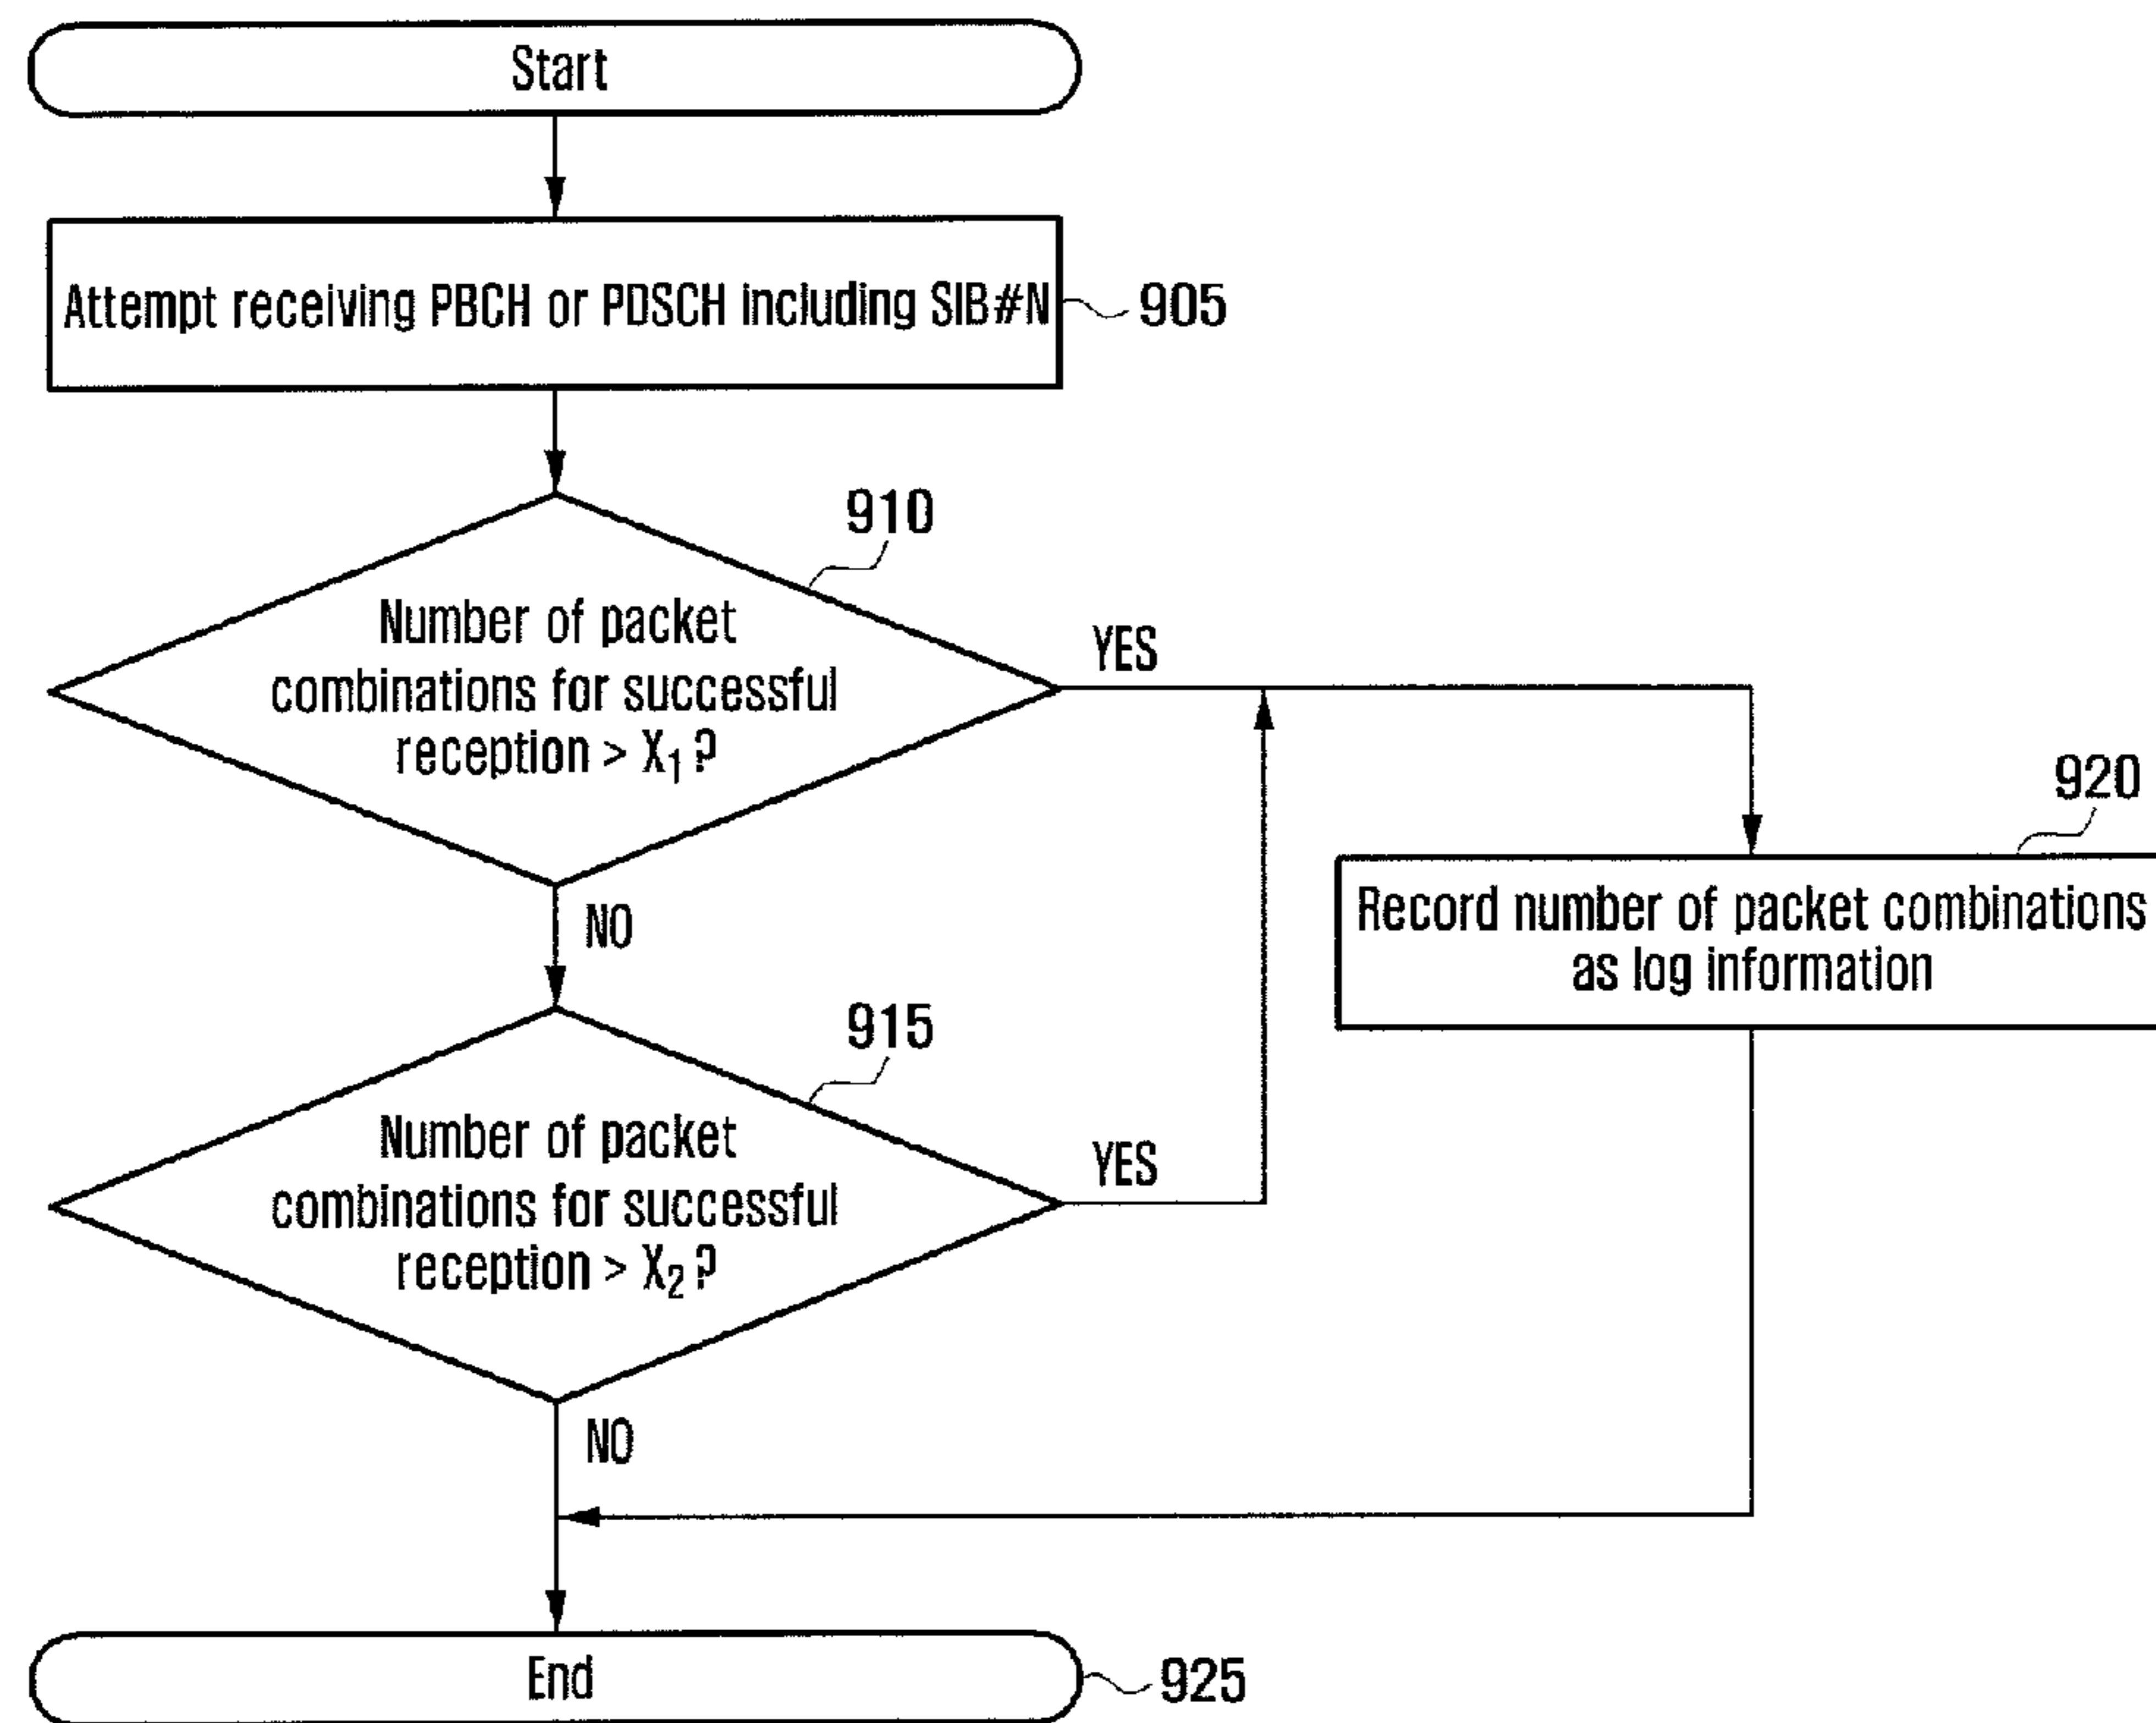 Start
Attempt receiving PBCH or PDSCH including SIB#N
905
910
Number of packet
combinations for successful
reception > X1 ?
YES
NO
920
Record number of packet combinations
as log information
915
Number of packet
combinations for successful
reception > X2 ?
YES
NO
End
925